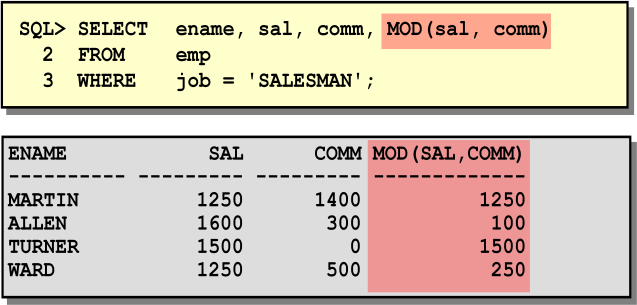 SQL> SELECT ename, sal, comm, MOD(sal, comm)
2 FROM emp
3 WHERE job = 'SALESMAN';
ENAME SAL COMM MOD(SAL,COMM)
---------- --------- --------- -------------
MARTIN 1250 1400 1250
ALLEN 1600 300 100
TURNER 1500 0 1500
WARD 1250 500 250